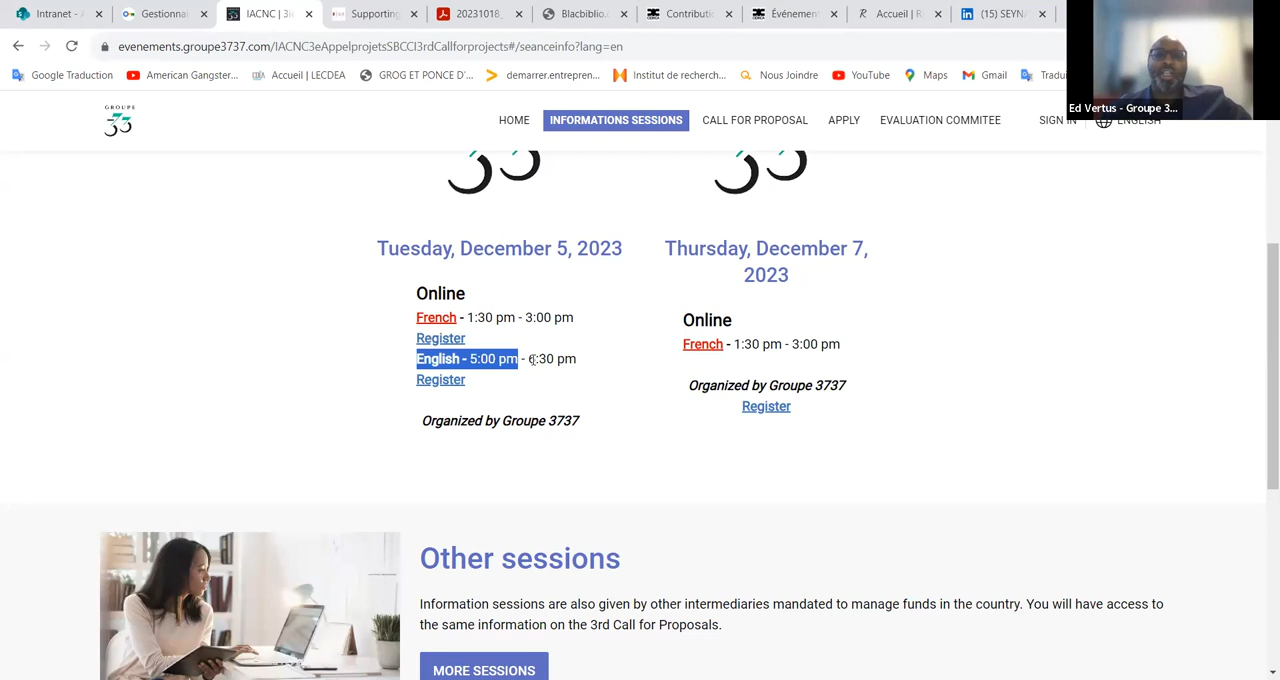 Intranet - A
Gestionnai
IACNC | 3iè
Supporting
20231018_
Blacbiblio.c
Contributi
Événement
Accueil | R
(15) SEYNA
evenements.groupe3737.com/IACNC3eAppelprojetsSBCCI3rdCallforprojects#/seanceinfo?lang=en
Google Traduction
American Gangster...
Accueil | LECDEA
GROG ET PONCE D'...
demarrer.entrepren...
Institut de recherch...
Nous Joindre
YouTube
Maps
Gmail
Tradui
Ed Vertus - Groupe 3...
GROUPE
HOME
INFORMATIONS SESSIONS
CALL FOR PROPOSAL
APPLY
EVALUATION COMMITEE
SIGN IN
ENGLISH
Tuesday, December 5, 2023
Online
French - 1:30 pm - 3:00 pm
Register
English - 5:00 pm - 6:30 pm
Register
Organized by Groupe 3737
Thursday, December 7,
2023
Online
French - 1:30 pm - 3:00 pm
Organized by Groupe 3737
Register
Other sessions
Information sessions are also given by other intermediaries mandated to manage funds in the country. You will have access to
the same information on the 3rd Call for Proposals.
MORE SESSIONS